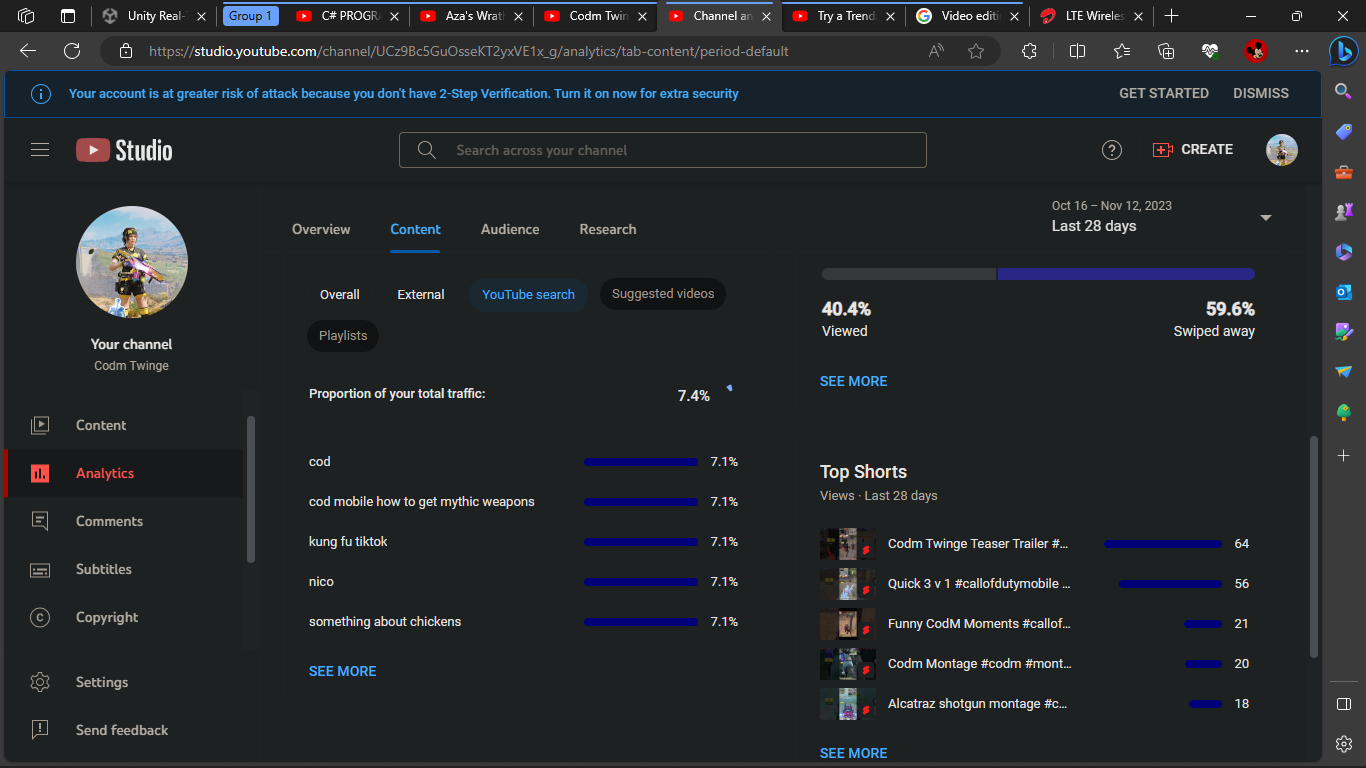 Unity Real-
Group 1
C# PROGRA
Aza's Wrath
Codm Twin
Channel an
Try a Trend
Video editi
LTE Wireles
https://studio.youtube.com/channel/UCz9Bc5GuOsseKT2yxVE1x_g/analytics/tab-content/period-default
Your account is at greater risk of attack because you don't have 2-Step Verification. Turn it on now for extra security
GET STARTED
DISMISS
Studio
Search across your channel
CREATE
Your channel
Codm Twinge
Content
Analytics
Comments
Subtitles
Copyright
Settings
Send feedback
Overview
Content
Audience
Research
Oct 16 – Nov 12, 2023
Last 28 days
Overall
External
YouTube search
Suggested videos
Playlists
Proportion of your total traffic:
7.4%
cod 7.1%
cod mobile how to get mythic weapons 7.1%
kung fu tiktok 7.1%
nico 7.1%
something about chickens 7.1%
SEE MORE
40.4%
Viewed
59.6%
Swiped away
SEE MORE
Top Shorts
Views · Last 28 days
Codm Twinge Teaser Trailer #... 64
Quick 3 v 1 #callofdutymobile ... 56
Funny CodM Moments #callof... 21
Codm Montage #codm #mont... 20
Alcatraz shotgun montage #c... 18
SEE MORE